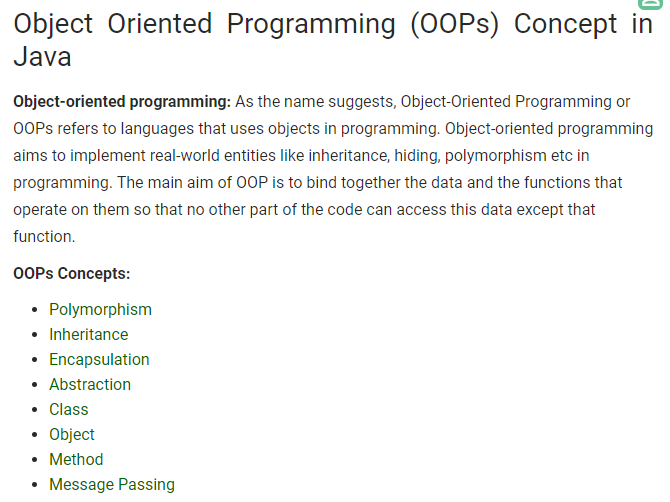 Object Oriented Programming (OOPs) Concept in
Java
Object-oriented programming: As the name suggests, Object-Oriented Programming or
OOPs refers to languages that uses objects in programming. Object-oriented programming
aims to implement real-world entities like inheritance, hiding, polymorphism etc in
programming. The main aim of OOP is to bind together the data and the functions that
operate on them so that no other part of the code can access this data except that
function.
OOPs Concepts:
• Polymorphism
• Inheritance
• Encapsulation
• Abstraction
• Class
• Object
• Method
• Message Passing